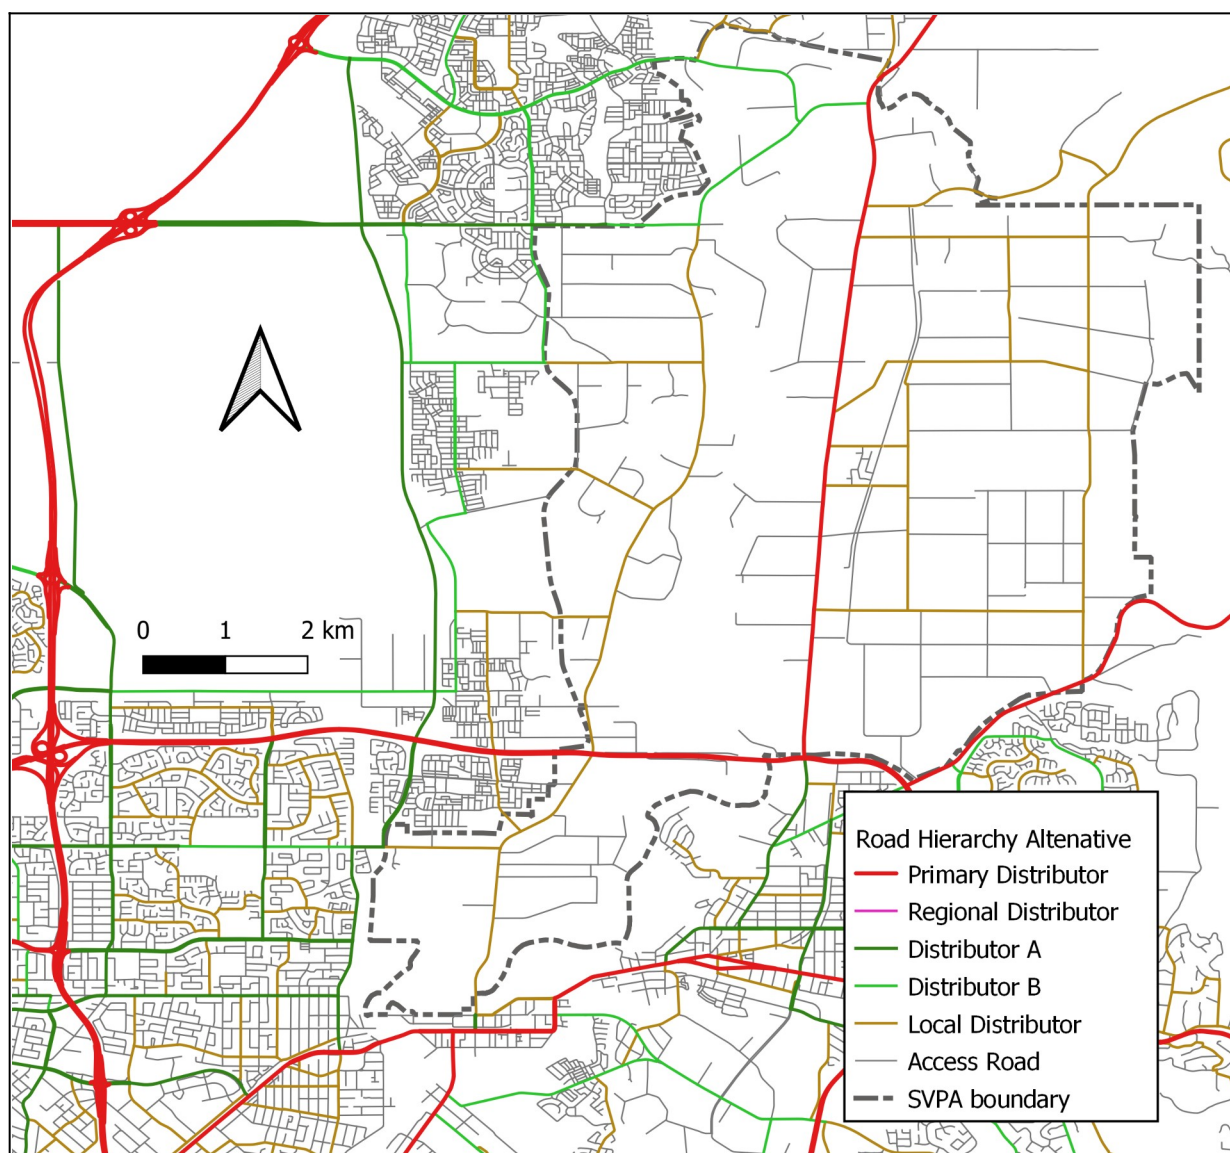 0 1 2 km
Road Hierarchy Altenative
Primary Distributor
Regional Distributor
Distributor A
Distributor B
Local Distributor
Access Road
SVPA boundary